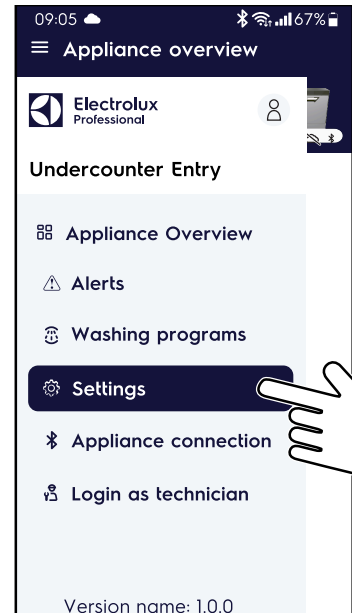 09:05 67%
Appliance overview
Electrolux
Professional
Undercounter Entry
Appliance Overview
Alerts
Washing programs
Settings
Appliance connection
Login as technician
Version name: 1.0.0